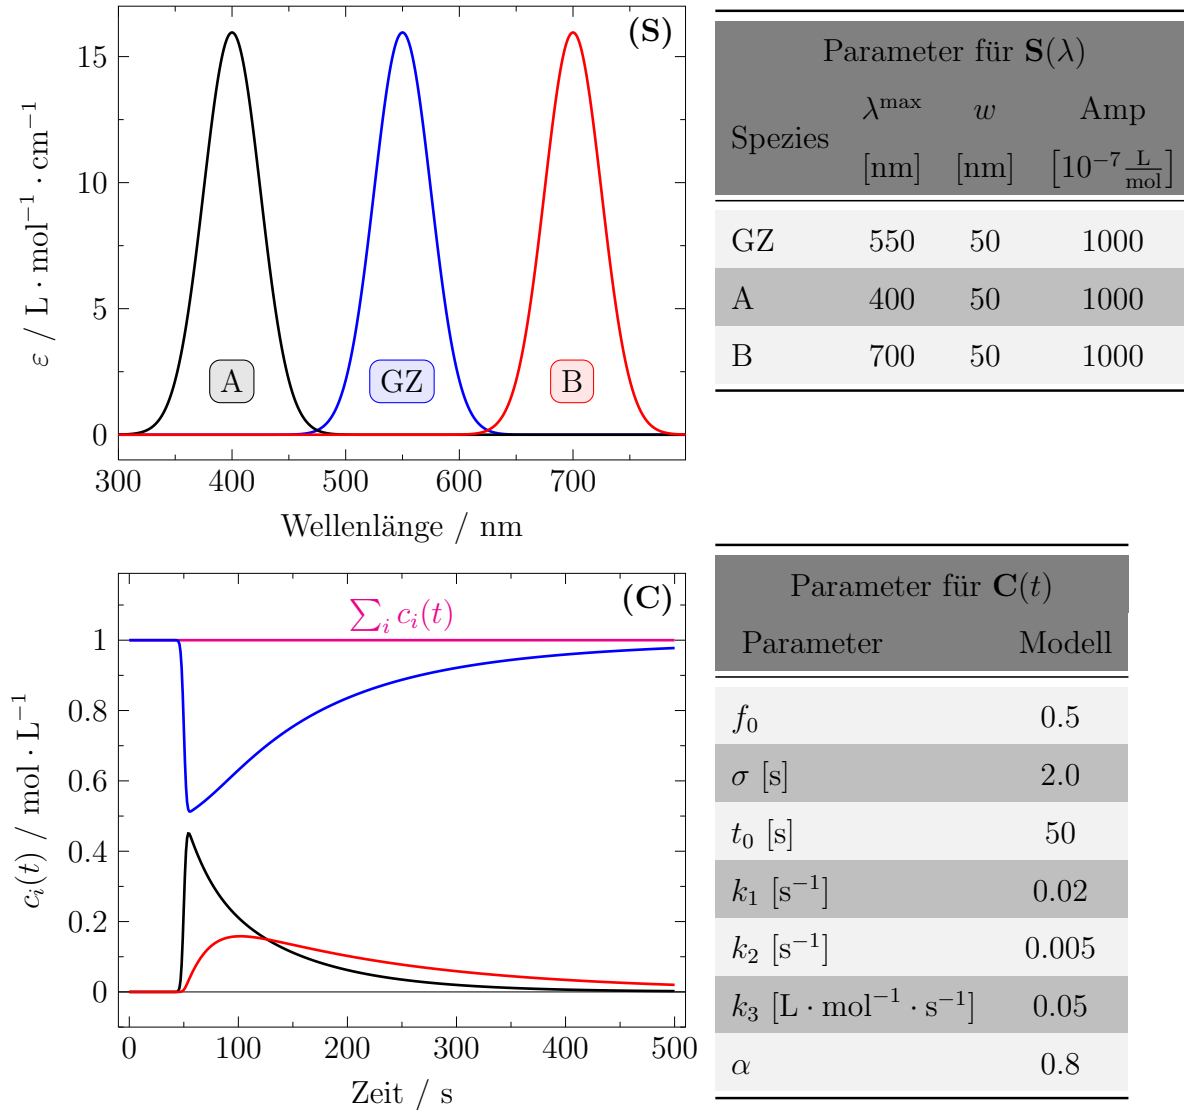 (S)
15
10
5
0
ε / L · mol⁻¹ · cm⁻¹
A
GZ
B
300
400
500
600
700
Wellenlänge / nm
Parameter für S(λ)
Spezies λᵐᵃˣ w Amp
[nm] [nm] [10⁻⁷ L/mol]
GZ 550 50 1000
A 400 50 1000
B 700 50 1000
(C)
∑ᵢ cᵢ(t)
1
0.8
0.6
0.4
0.2
0
cᵢ(t) / mol · L⁻¹
0
100
200
300
400
500
Zeit / s
Parameter für C(t)
Parameter Modell
f₀ 0.5
σ [s] 2.0
t₀ [s] 50
k₁ [s⁻¹] 0.02
k₂ [s⁻¹] 0.005
k₃ [L · mol⁻¹ · s⁻¹] 0.05
α 0.8